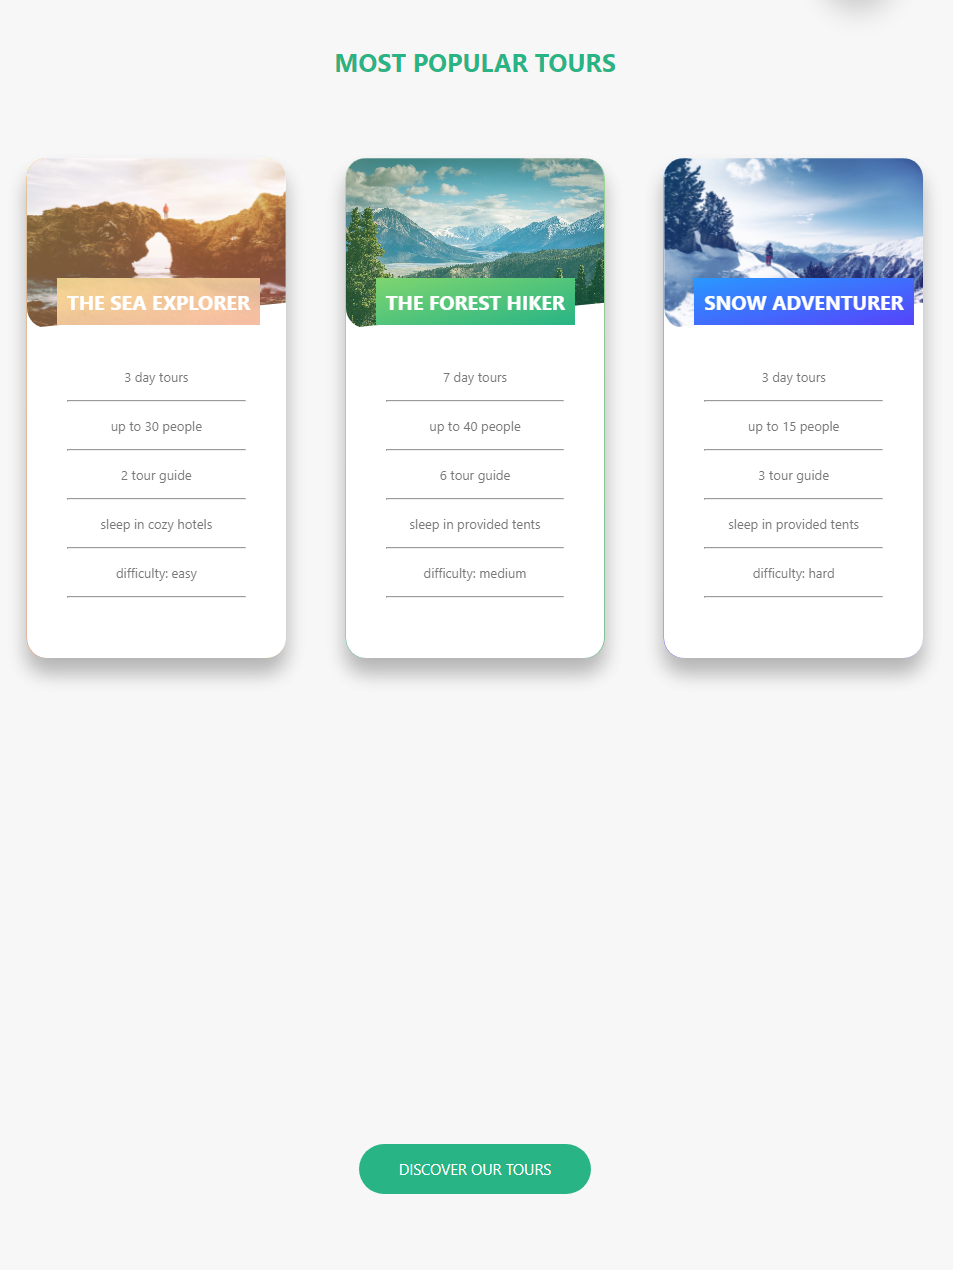 MOST POPULAR TOURS
THE SEA EXPLORER
3 day tours
up to 30 people
2 tour guide
sleep in cozy hotels
difficulty: easy
THE FOREST HIKER
7 day tours
up to 40 people
6 tour guide
sleep in provided tents
difficulty: medium
SNOW ADVENTURER
3 day tours
up to 15 people
3 tour guide
sleep in provided tents
difficulty: hard
DISCOVER OUR TOURS